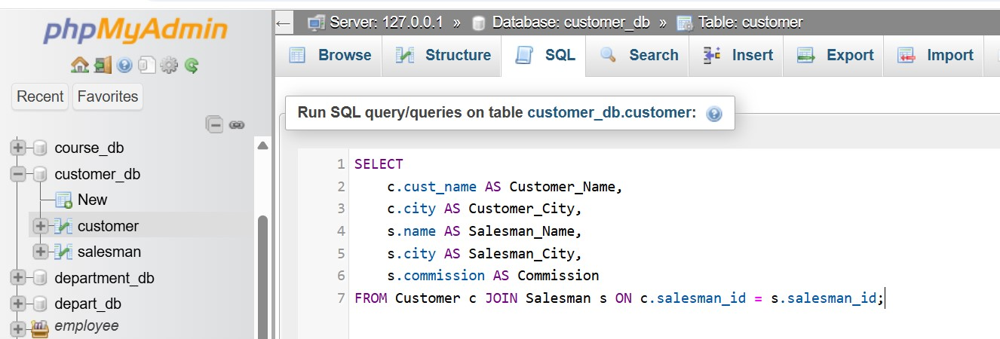 phpMyAdmin
Recent Favorites
course_db
customer_db
New
customer
salesman
department_db
depart_db
employee
Server: 127.0.0.1 » Database: customer_db » Table: customer
Browse Structure SQL Search Insert Export Import
Run SQL query/queries on table customer_db.customer:
1 SELECT
2 c.cust_name AS Customer_Name,
3 c.city AS Customer_City,
4 s.name AS Salesman_Name,
5 s.city AS Salesman_City,
6 s.commission AS Commission
7 FROM Customer c JOIN Salesman s ON c.salesman_id = s.salesman_id;